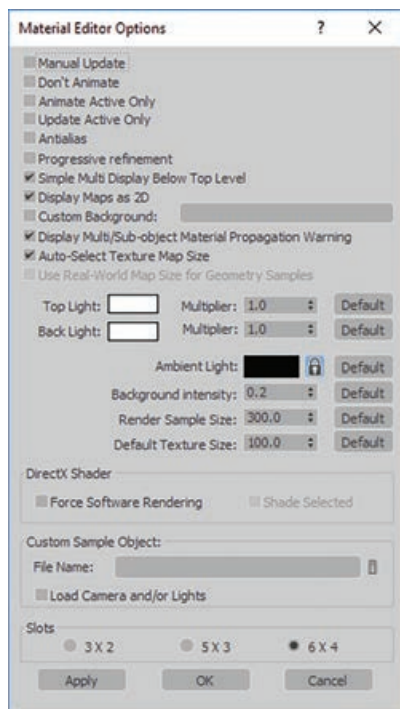 Material Editor Options ?
Manual Update
Don't Animate
Animate Active Only
Update Active Only
Antialias
Progressive refinement
Simple Multi Display Below Top Level
Display Maps as 2D
Custom Background:
Display Multi/Sub-object Material Propagation Warning
Auto-Select Texture Map Size
Use Real-World Map Size for Geometry Samples
Top Light: Multiplier: 1.0 Default
Back Light: Multiplier: 1.0 Default
Ambient Light: Default
Background intensity: 0.2 Default
Render Sample Size: 300.0 Default
Default Texture Size: 100.0 Default
DirectX Shader
Force Software Rendering Shade Selected
Custom Sample Object:
File Name:
Load Camera and/or Lights
Slots
3 X 2 5 X 3 6 X 4
Apply OK Cancel